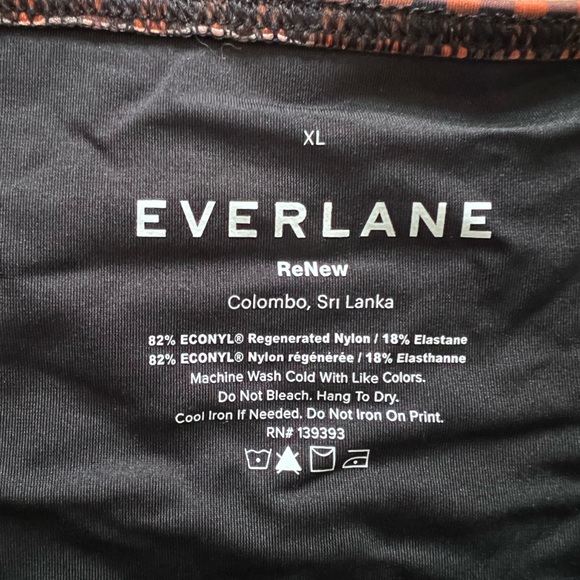 XL
EVERLANE
ReNew
Colombo, Sri Lanka
82% ECONYL® Regenerated Nylon / 18% Elastane
82% ECONYL® Nylon régénérée / 18% Elasthanne
Machine Wash Cold With Like Colors.
Do Not Bleach. Hang To Dry.
Cool Iron If Needed. Do Not Iron On Print.
RN# 139393